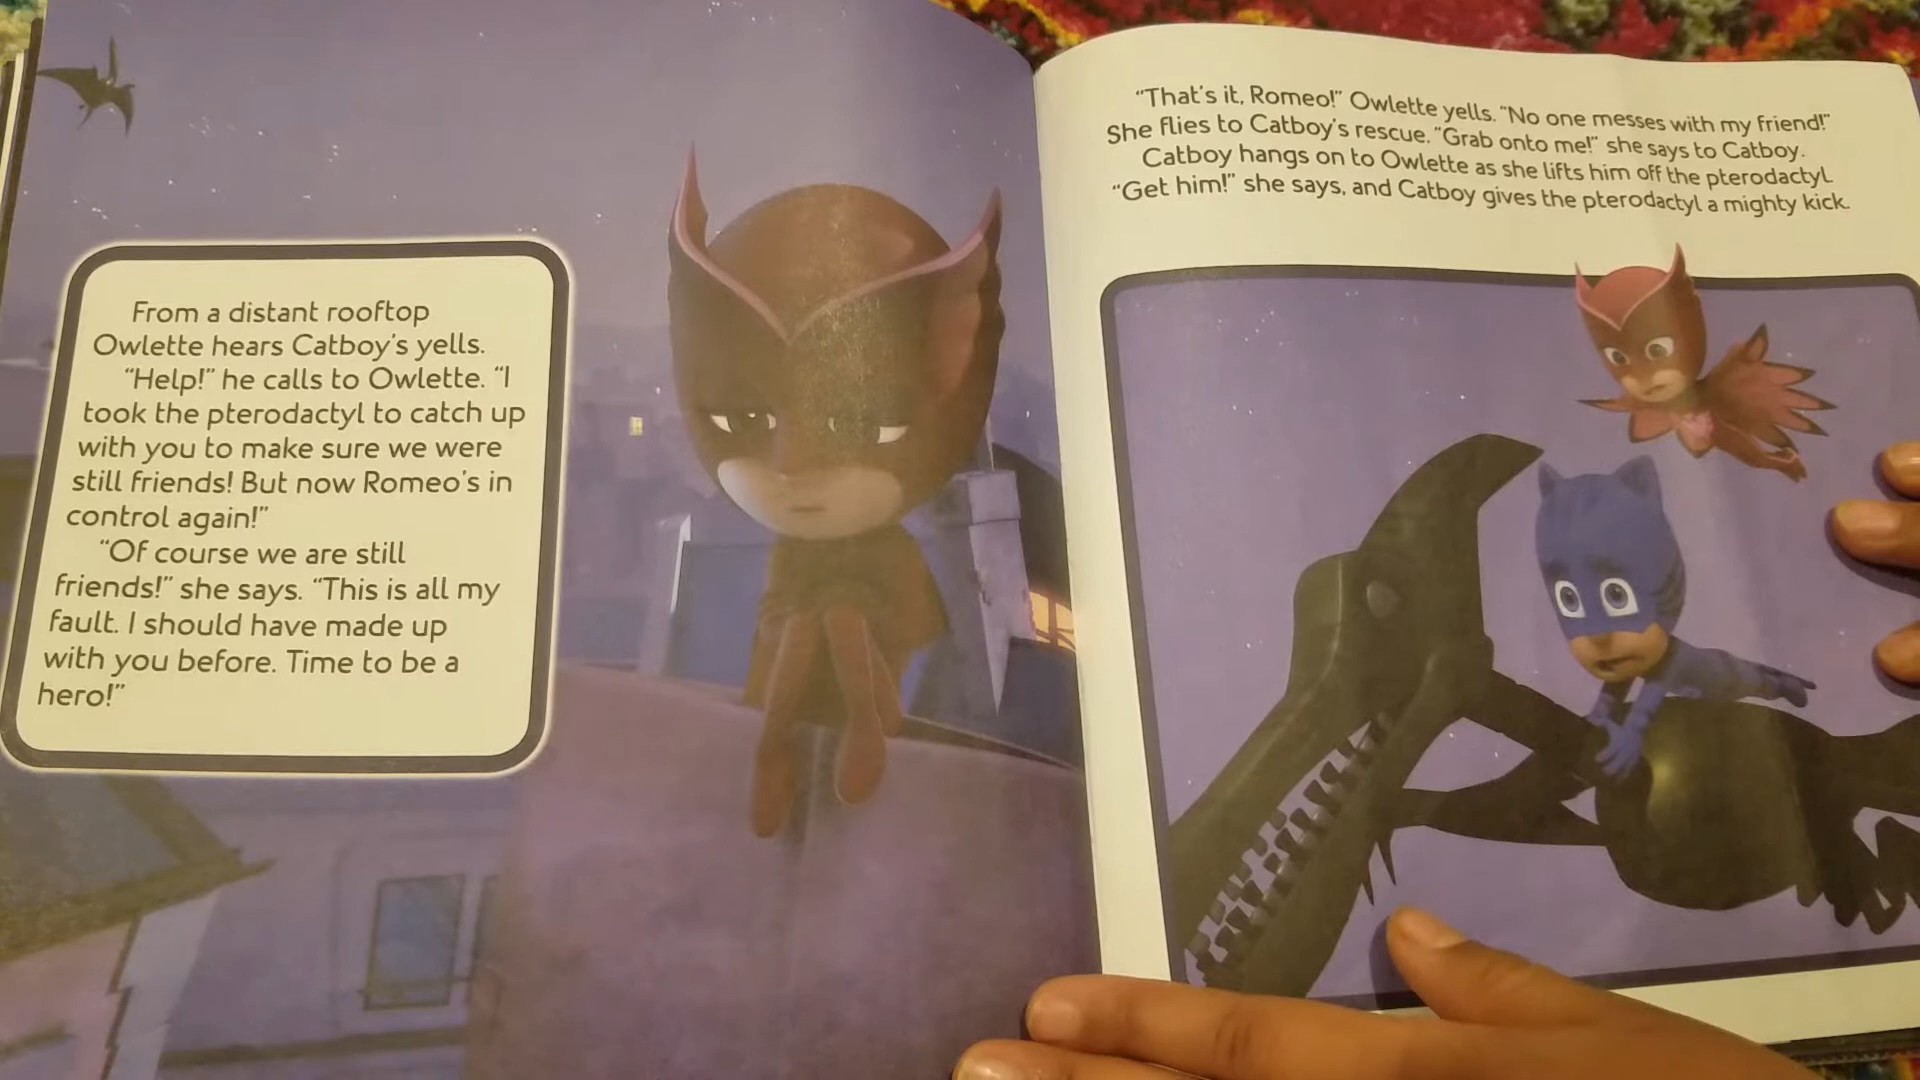 From a distant rooftop
Owlette hears Catboy's yells.
"Help!" he calls to Owlette. "I
took the pterodactyl to catch up
with you to make sure we were
still friends! But now Romeo's in
control again!"
"Of course we are still
friends!" she says. "This is all my
fault. I should have made up
with you before. Time to be a
hero!"
"That's it, Romeo!" Owlette yells. "No one messes with my friend!"
She flies to Catboy's rescue. "Grab onto me!" she says to Catboy.
Catboy hangs on to Owlette as she lifts him off the pterodactyl.
"Get him!" she says, and Catboy gives the pterodactyl a mighty kick.